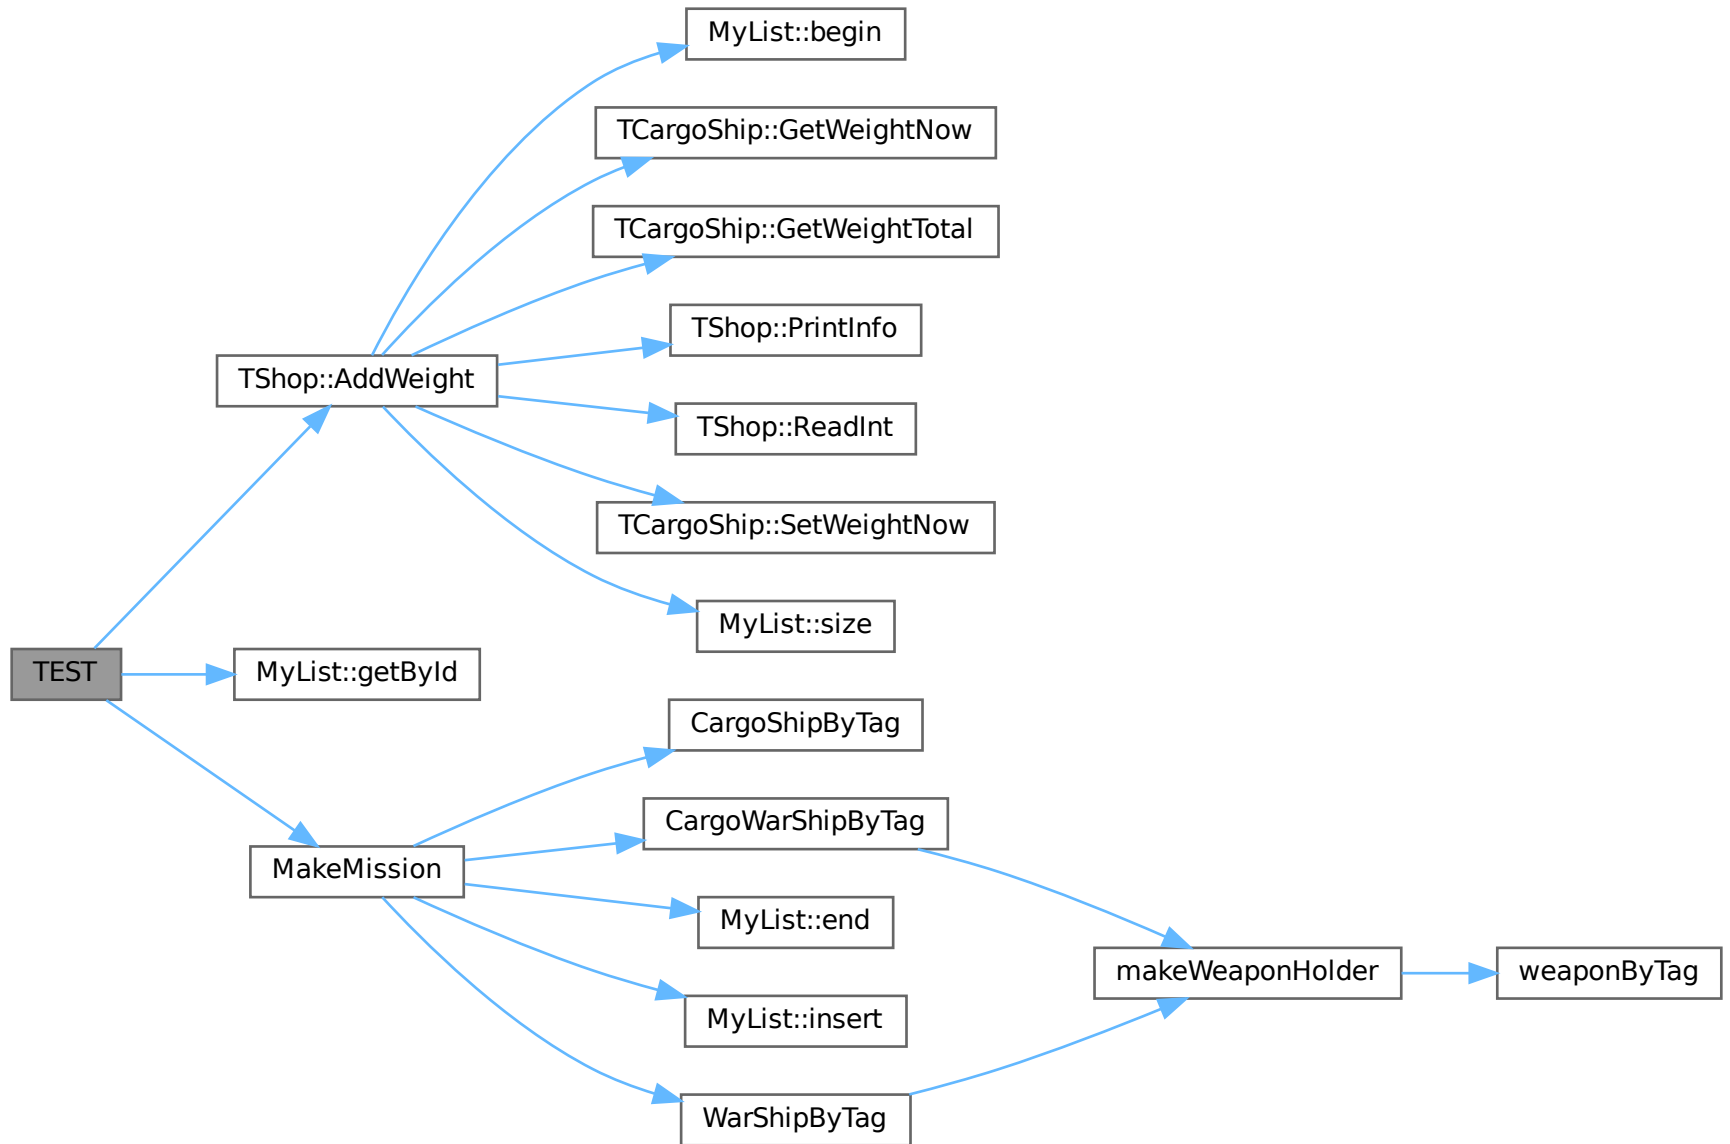 MyList::begin
TCargoShip::GetWeightNow
TCargoShip::GetWeightTotal
TShop::PrintInfo
TShop::AddWeight
TShop::ReadInt
TCargoShip::SetWeightNow
MyList::size
TEST
MyList::getById
CargoShipByTag
CargoWarShipByTag
MakeMission
MyList::end
makeWeaponHolder
weaponByTag
MyList::insert
WarShipByTag